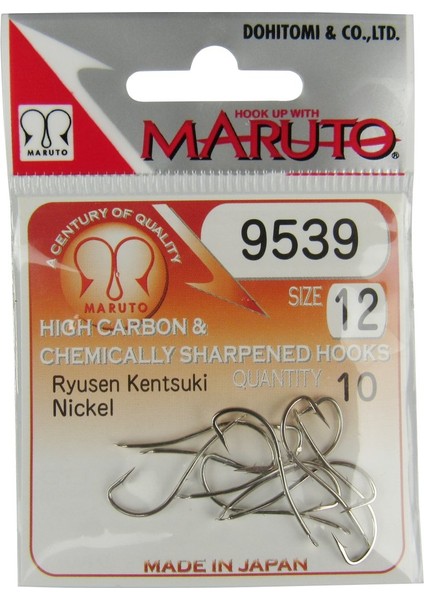 DOHITOMI & CO.,LTD.
HOOK UP WITH
MARUTO®
MARUTO
A CENTURY OF QUALITY
MARUTO
9539
SIZE 12
HIGH CARBON &
CHEMICALLY SHARPENED HOOKS
Ryusen Kentsuki
Nickel
QUANTITY 10
MADE IN JAPAN